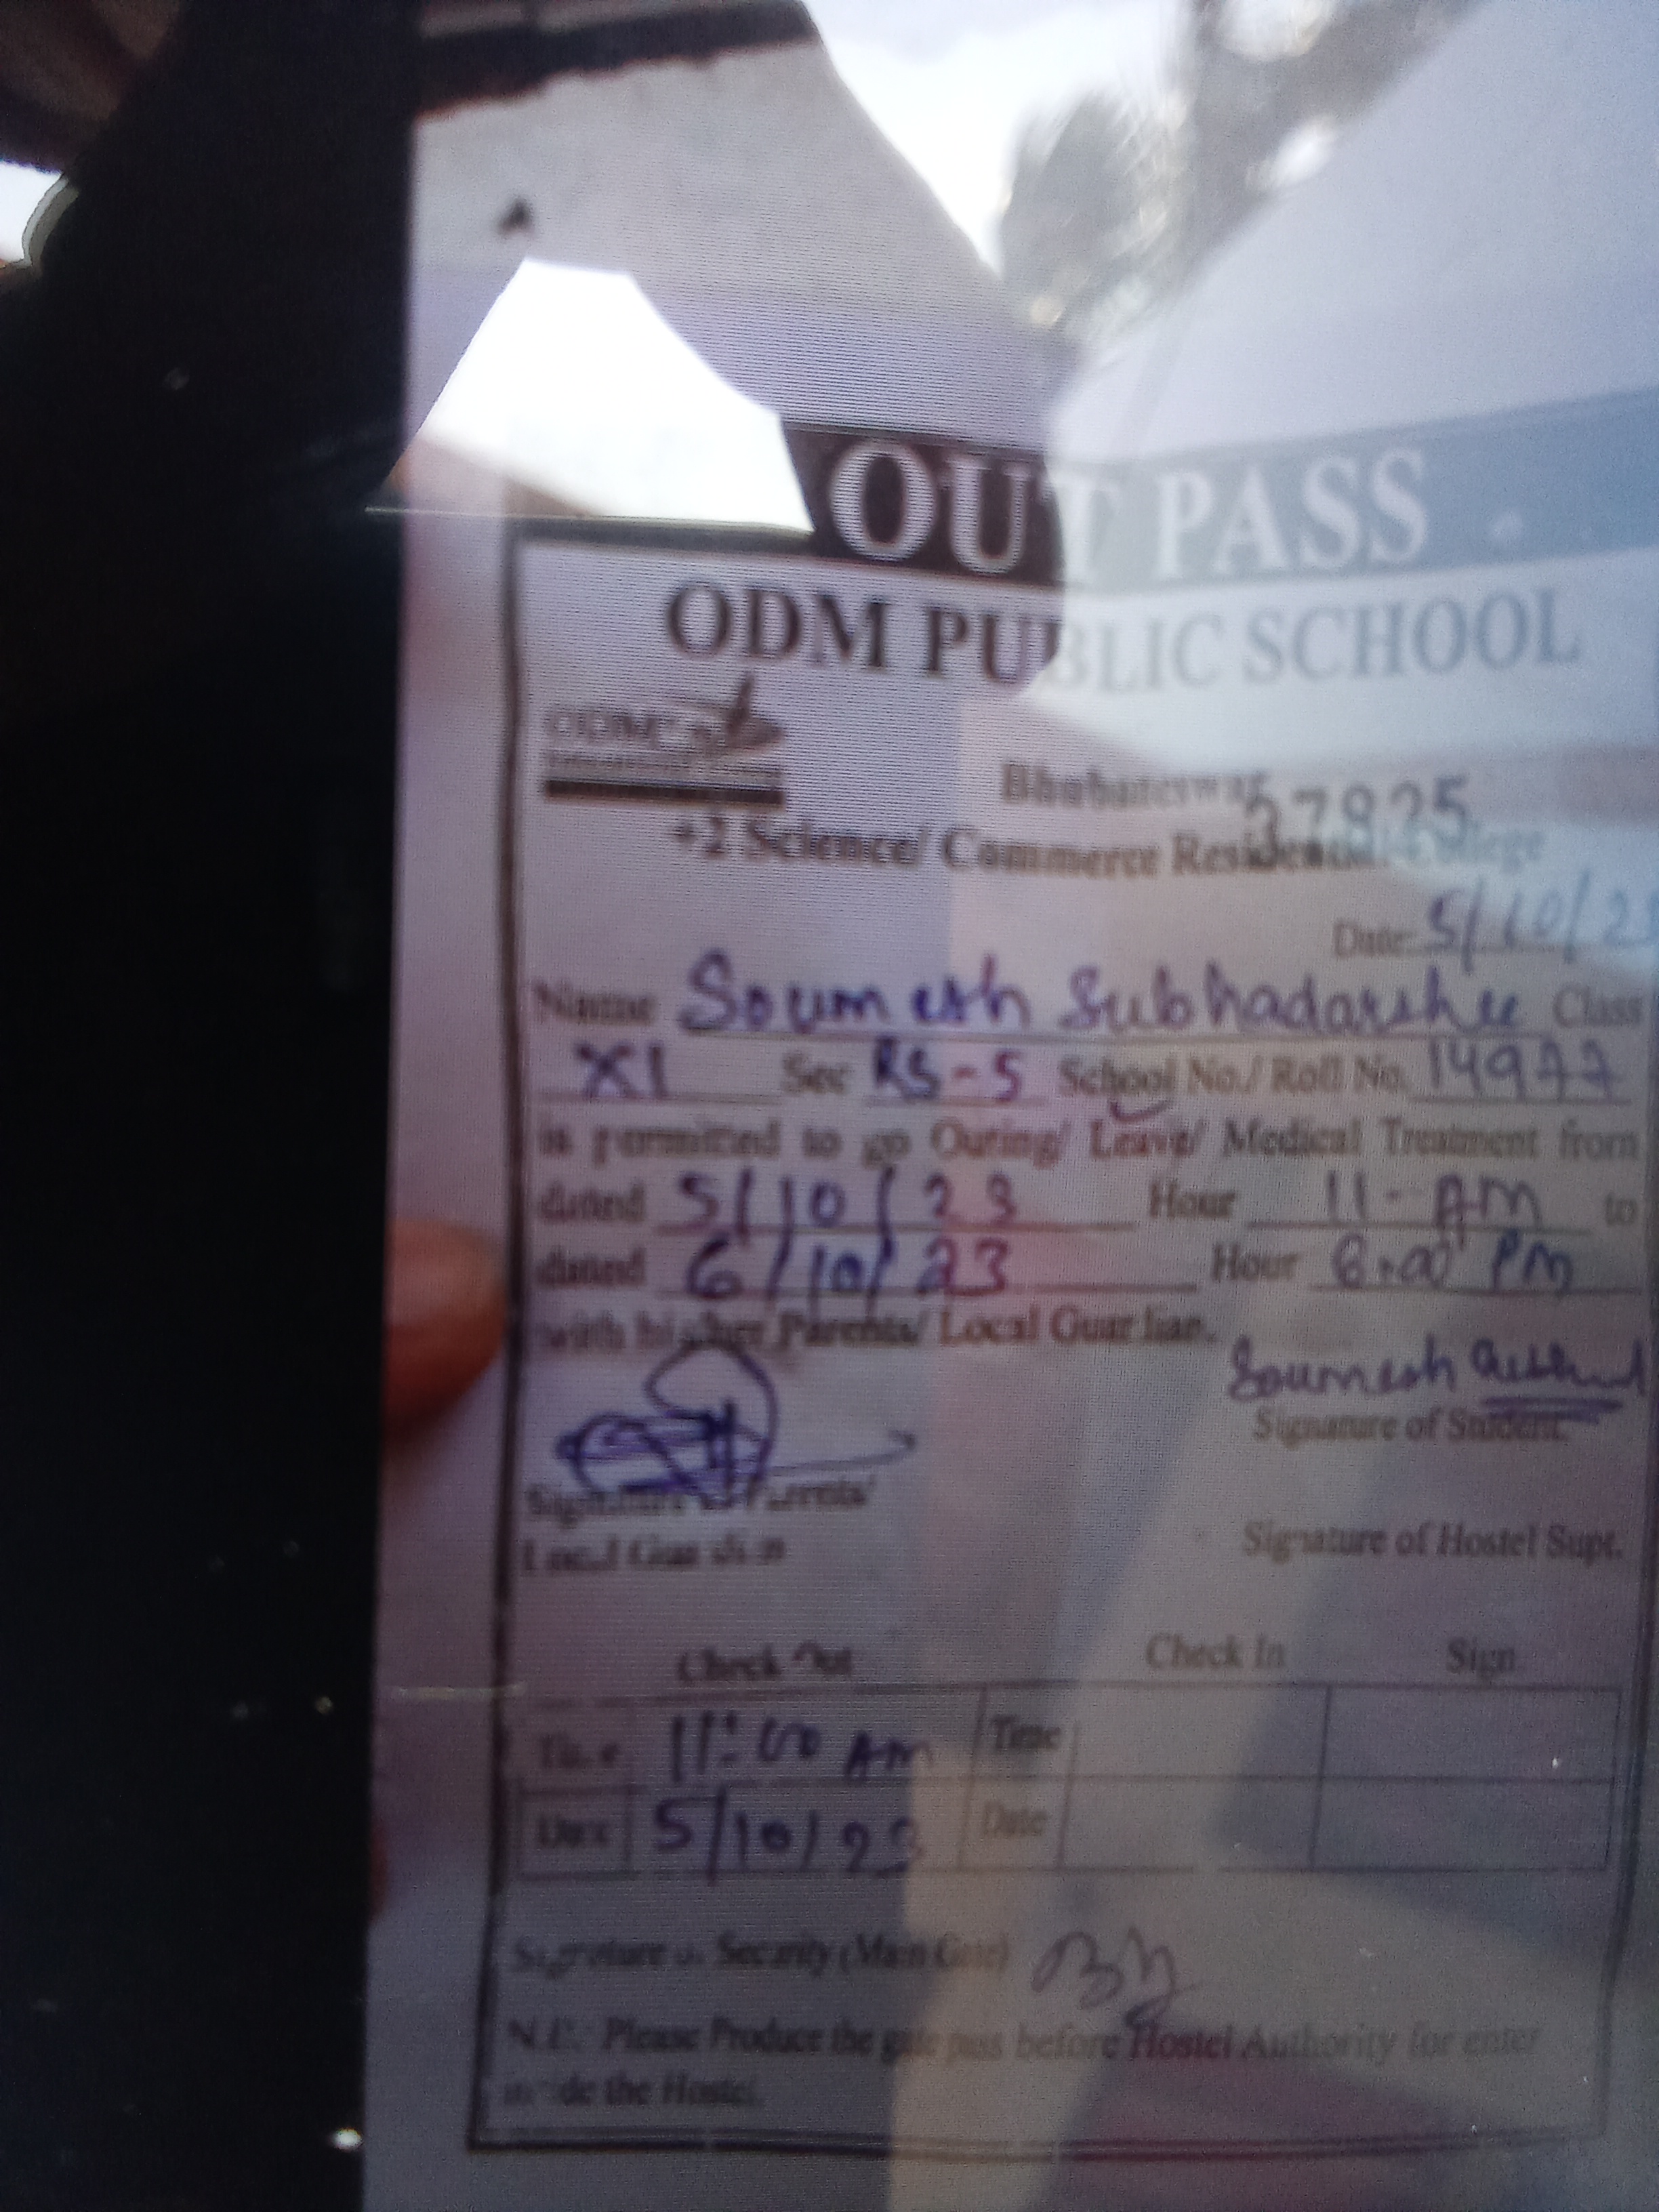 OUT PASS
ODM PUBLIC SCHOOL
ODM
Bhubaneswar
37825
+2 Science/ Commerce Residential College
Date 5/10/23
Name Soumesh Subhadarshee Class
XI Sec RS-5 School No./ Roll No. 14977
is permitted to go Outing/ Leave/ Medical Treatment from
dated 5/10/23 Hour 11-AM to
dated 6/10/23 Hour 8:00 PM
with his/her Parents/ Local Guardian.
Soumesh
Signature of Student.
Signature of Parents/
Local Guardian
Signature of Hostel Supt.
Check Out Check In Sign
Time 11:00 AM Time
Date 5/10/23 Date
Signature of Security (Main Gate)
N.B.- Please Produce the gate pass before Hostel Authority for enter
inside the Hostel.